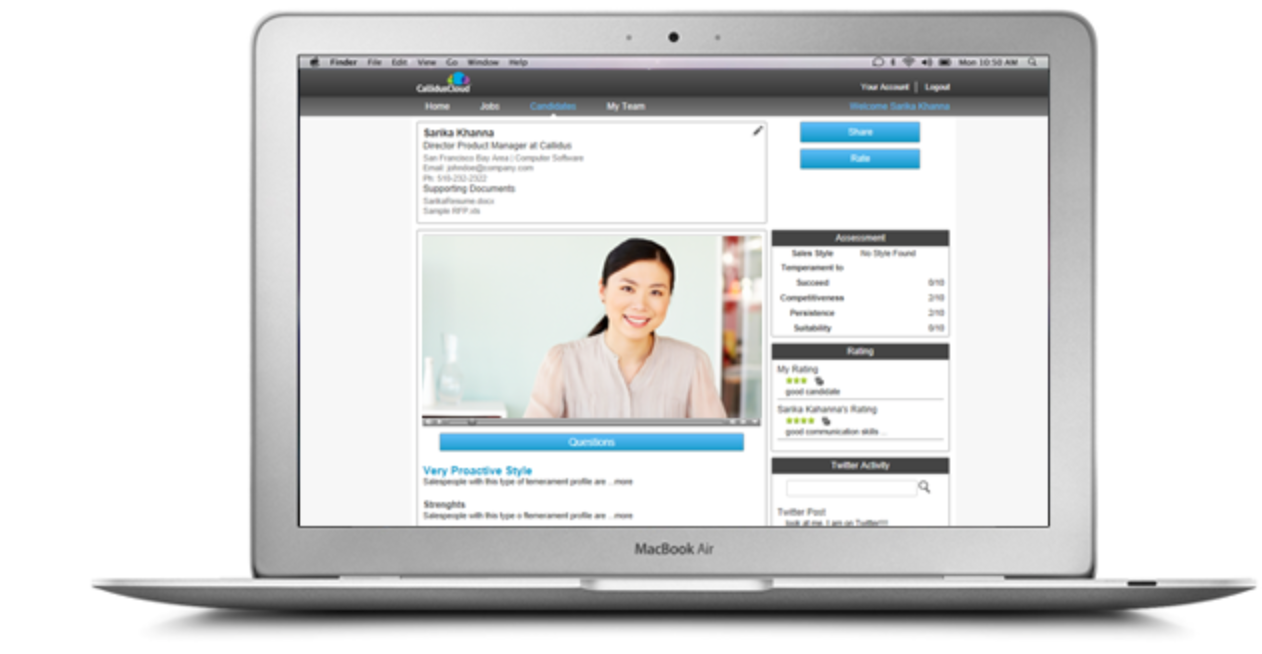 Finder File Edit View Go Window Help
Mon 10:50 AM
CallidusCloud
Your Account | Logout
Home Jobs Candidates My Team
Welcome Sarika Khanna
Sarika Khanna
Director Product Manager at Callidus
San Francisco Bay Area | Computer Software
Email: johndoe@company.com
Ph: 510-232-2322
Supporting Documents
SarikaResume.docx
Sample RFP.xls
Share
Rate
Assessment
Sales Style No Style Found
Temperament to
Succeed 0/10
Competitiveness 2/10
Persistence 2/10
Suitability 0/10
Rating
My Rating
good candidate
Sarika Kahanna's Rating
good communication skills ...
Questions
Very Proactive Style
Salespeople with this type of temerament profile are ...more
Strenghts
Salespeople with this type o ftemerament profile are ...more
Twitter Activity
Twitter Post
look at me. I am on Twitter!!!!
MacBook Air